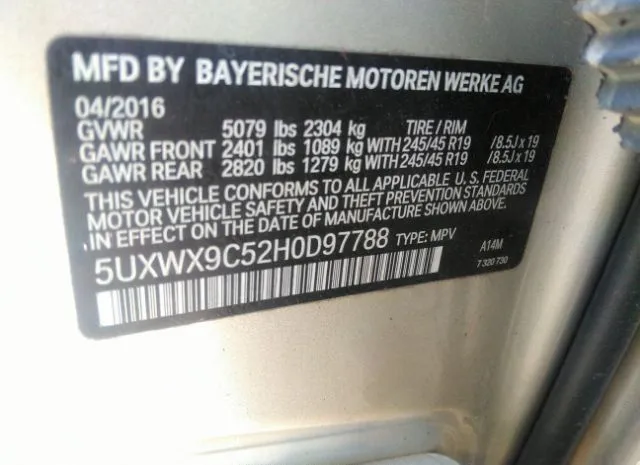 MFD BY BAYERISCHE MOTOREN WERKE AG
04/2016
GVWR 5079 lbs 2304 kg TIRE / RIM
GAWR FRONT 2401 lbs 1089 kg WITH 245/45 R19 /8.5J x 19
GAWR REAR 2820 lbs 1279 kg WITH 245/45 R19 /8.5J x 19
THIS VEHICLE CONFORMS TO ALL APPLICABLE U. S. FEDERAL
MOTOR VEHICLE SAFETY AND THEFT PREVENTION STANDARDS
IN EFFECT ON THE DATE OF MANUFACTURE SHOWN ABOVE.
5UXWX9C52H0D97788 TYPE: MPV A14M
7 320 730